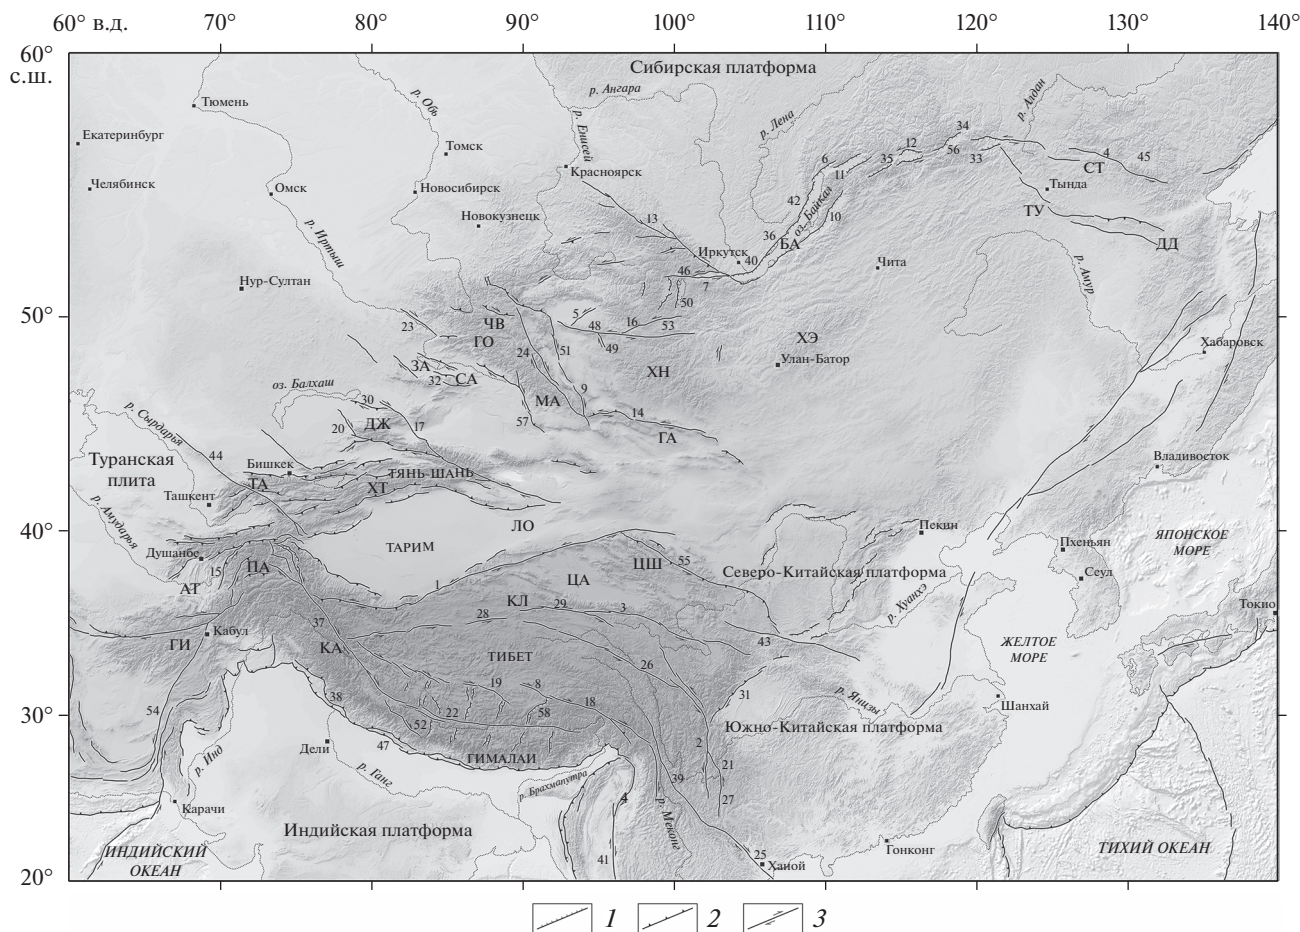 60° в.д.
70°
80°
90°
100°
110°
120°
130°
140°
60°
с.ш.
50°
40°
30°
20°
Сибирская платформа
р. Ангара
р. Обь
р. Енисей
р. Лена
р. Алдан
Тюмень
Екатеринбург
Челябинск
Томск
Омск
Новосибирск
Красноярск
Новокузнецк
р. Иртыш
34
12
56
35
33
6
11
4
45
СТ
Тында
ТУ
ДД
42
оз. Байкал
10
36
БА
13
Иркутск
40
46
7
50
Чита
р. Амур
Нур-Султан
23
ЧВ
ГО
5
48
16
53
49
51
24
ХЭ
Улан-Батор
Хабаровск
ЗА
32
СА
ХН
оз. Балхаш
30
ДЖ
20
17
МА
9
57
14
ГА
р. Сырдарья
44
Туранская
плита
Бишкек
ТЯНЬ-ШАНЬ
ТА
ХТ
Ташкент
р. Амударья
Владивосток
ЛО
Пекин
ЯПОНСКОЕ
МОРЕ
Душанбе
15
АТ
ПА
ТАРИМ
1
ЦШ
55
ЦА
Северо-Китайская платформа
Пхеньян
Сеул
Токио
КЛ
28
29
3
р. Хуанхэ
37
ГИ
Кабул
КА
43
ЖЕЛТОЕ
МОРЕ
ТИБЕТ
26
19
8
18
31
р. Янцзы
Шанхай
38
54
22
52
58
Южно-Китайская платформа
2
47
ГИМАЛАИ
Дели
р. Инд
р. Ганг
р. Брахмапутра
39
21
27
4
р. Меконг
Карачи
Индийская платформа
ИНДИЙСКИЙ
ОКЕАН
41
25
Ханой
Гонконг
ТИХИЙ ОКЕАН
1
2
3